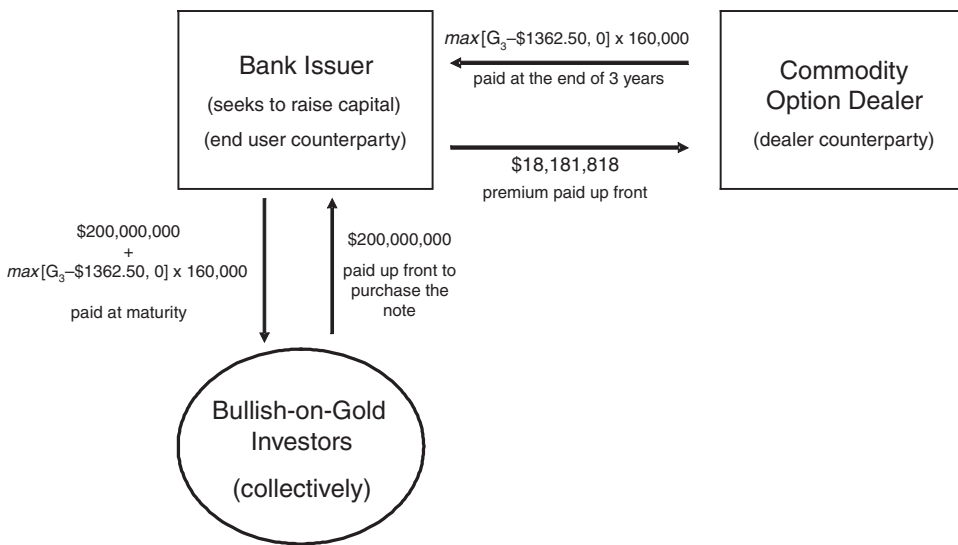 Bank Issuer
(seeks to raise capital)
(end user counterparty)
max[G₃–$1362.50, 0] x 160,000
paid at the end of 3 years
$18,181,818
premium paid up front
Commodity
Option Dealer
(dealer counterparty)
$200,000,000
+
max[G₃–$1362.50, 0] x 160,000
paid at maturity
$200,000,000
paid up front to
purchase the
note
Bullish-on-Gold
Investors
(collectively)